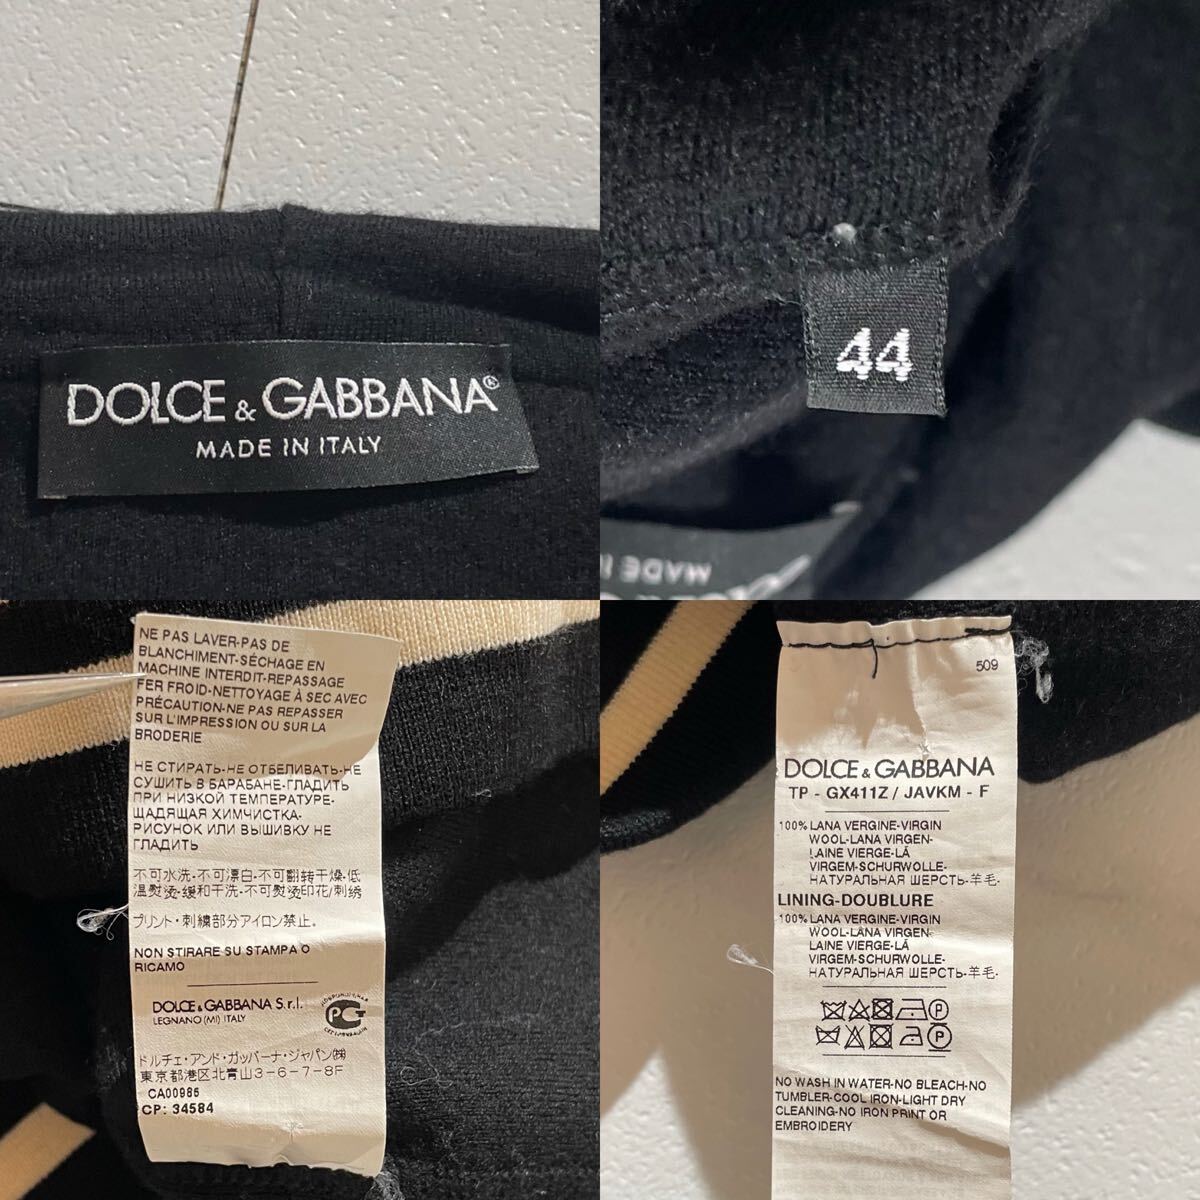 DOLCE & GABBANA®
MADE IN ITALY
44
MADE I
NE PAS LAVER-PAS DE
BLANCHIMENT-SÉCHAGE EN
MACHINE INTERDIT-REPASSAGE
FER FROID-NETTOYAGE À SEC AVEC
PRÉCAUTION-NE PAS REPASSER
SUR L'IMPRESSION OU SUR LA
BRODERIE
НЕ СТИРАТЬ-НЕ ОТБЕЛИВАТЬ-НЕ
СУШИТЬ В БАРАБАНЕ-ГЛАДИТЬ
ПРИ НИЗКОЙ ТЕМПЕРАТУРЕ-
ЩАДЯЩАЯ ХИМЧИСТКА-
РИСУНОК ИЛИ ВЫШИВКУ НЕ
ГЛАДИТЬ
不可水洗-不可漂白-不可翻转干燥-低
温熨烫-缓和干洗-不可熨烫印花/刺绣
プリント・刺繍部分アイロン禁止。
NON STIRARE SU STAMPA O
RICAMO
DOLCE & GABBANA S.r.l.
LEGNANO (MI) ITALY
ドルチェ・アンド・ガッバーナ・ジャパン㈱
東京都港区北青山3-6-7-8F
CA00985
CP: 34584
509
DOLCE & GABBANA
TP - GX411Z / JAVKM - F
100% LANA VERGINE-VIRGIN
WOOL-LANA VIRGEN-
LAINE VIERGE-LÃ
VIRGEM-SCHURWOLLE-
НАТУРАЛЬНАЯ ШЕРСТЬ-羊毛-
LINING-DOUBLURE
100% LANA VERGINE-VIRGIN
WOOL-LANA VIRGEN-
LAINE VIERGE-LÃ
VIRGEM-SCHURWOLLE-
НАТУРАЛЬНАЯ ШЕРСТЬ-羊毛-
NO WASH IN WATER-NO BLEACH-NO
TUMBLER-COOL IRON-LIGHT DRY
CLEANING-NO IRON PRINT OR
EMBROIDERY